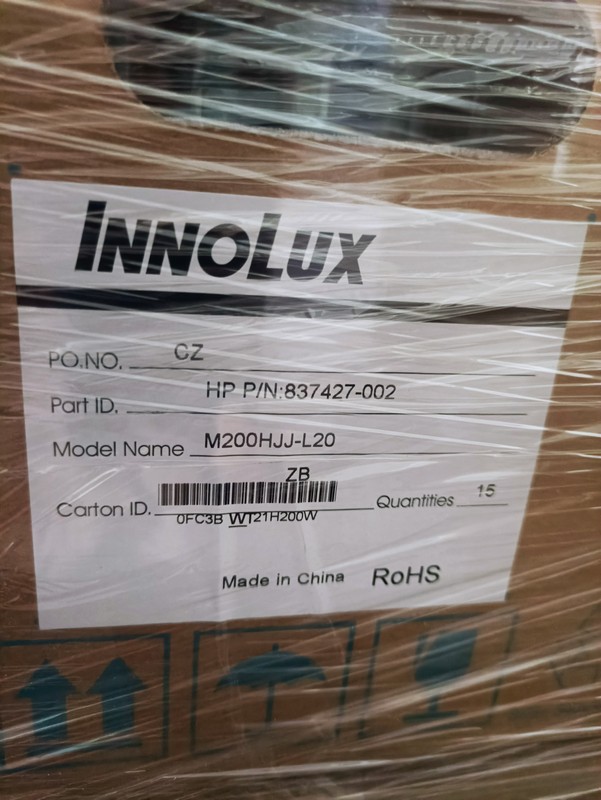 INNOLUX
PO.NO. CZ
Part ID. HP P/N:837427-002
Model Name M200HJJ-L20
ZB
Carton ID. Quantities 15
0FC3B WT21H200W
Made in China RoHS